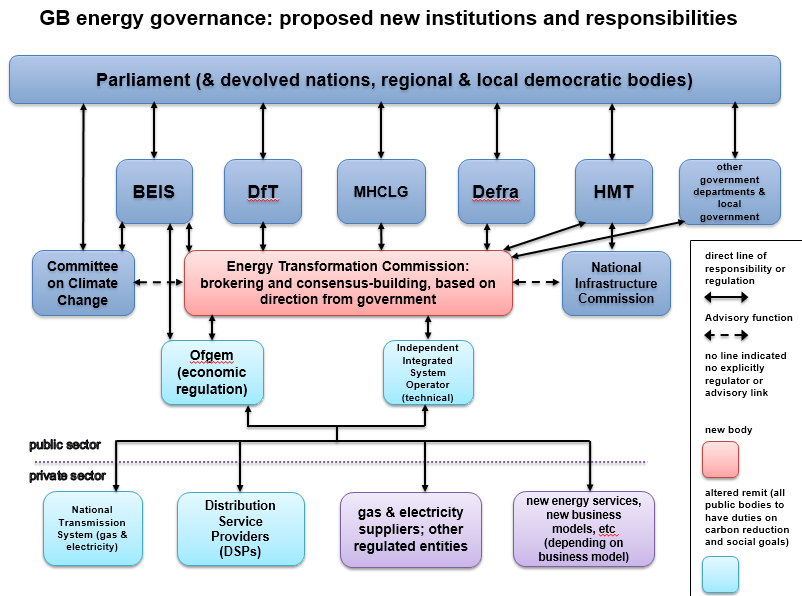 GB energy governance: proposed new institutions and responsibilities
Parliament (& devolved nations, regional & local democratic bodies)
BEIS
DfT
MHCLG
Defra
HMT
other
government
departments &
local
government
Committee
on Climate
Change
Energy Transformation Commission:
brokering and consensus-building, based on
direction from government
National
Infrastructure
Commission
Ofgem
(economic
regulation)
Independent
Integrated
System
Operator
(technical)
public sector
private sector
National
Transmission
System (gas &
electricity)
Distribution
Service
Providers
(DSPs)
gas & electricity
suppliers; other
regulated entities
new energy services,
new business
models, etc
(depending on
business model)
direct line of
responsibility or
regulation
Advisory function
no line indicated
no explicitly
regulator or
advisory link
new body
altered remit (all
public bodies to
have duties on
carbon reduction
and social goals)